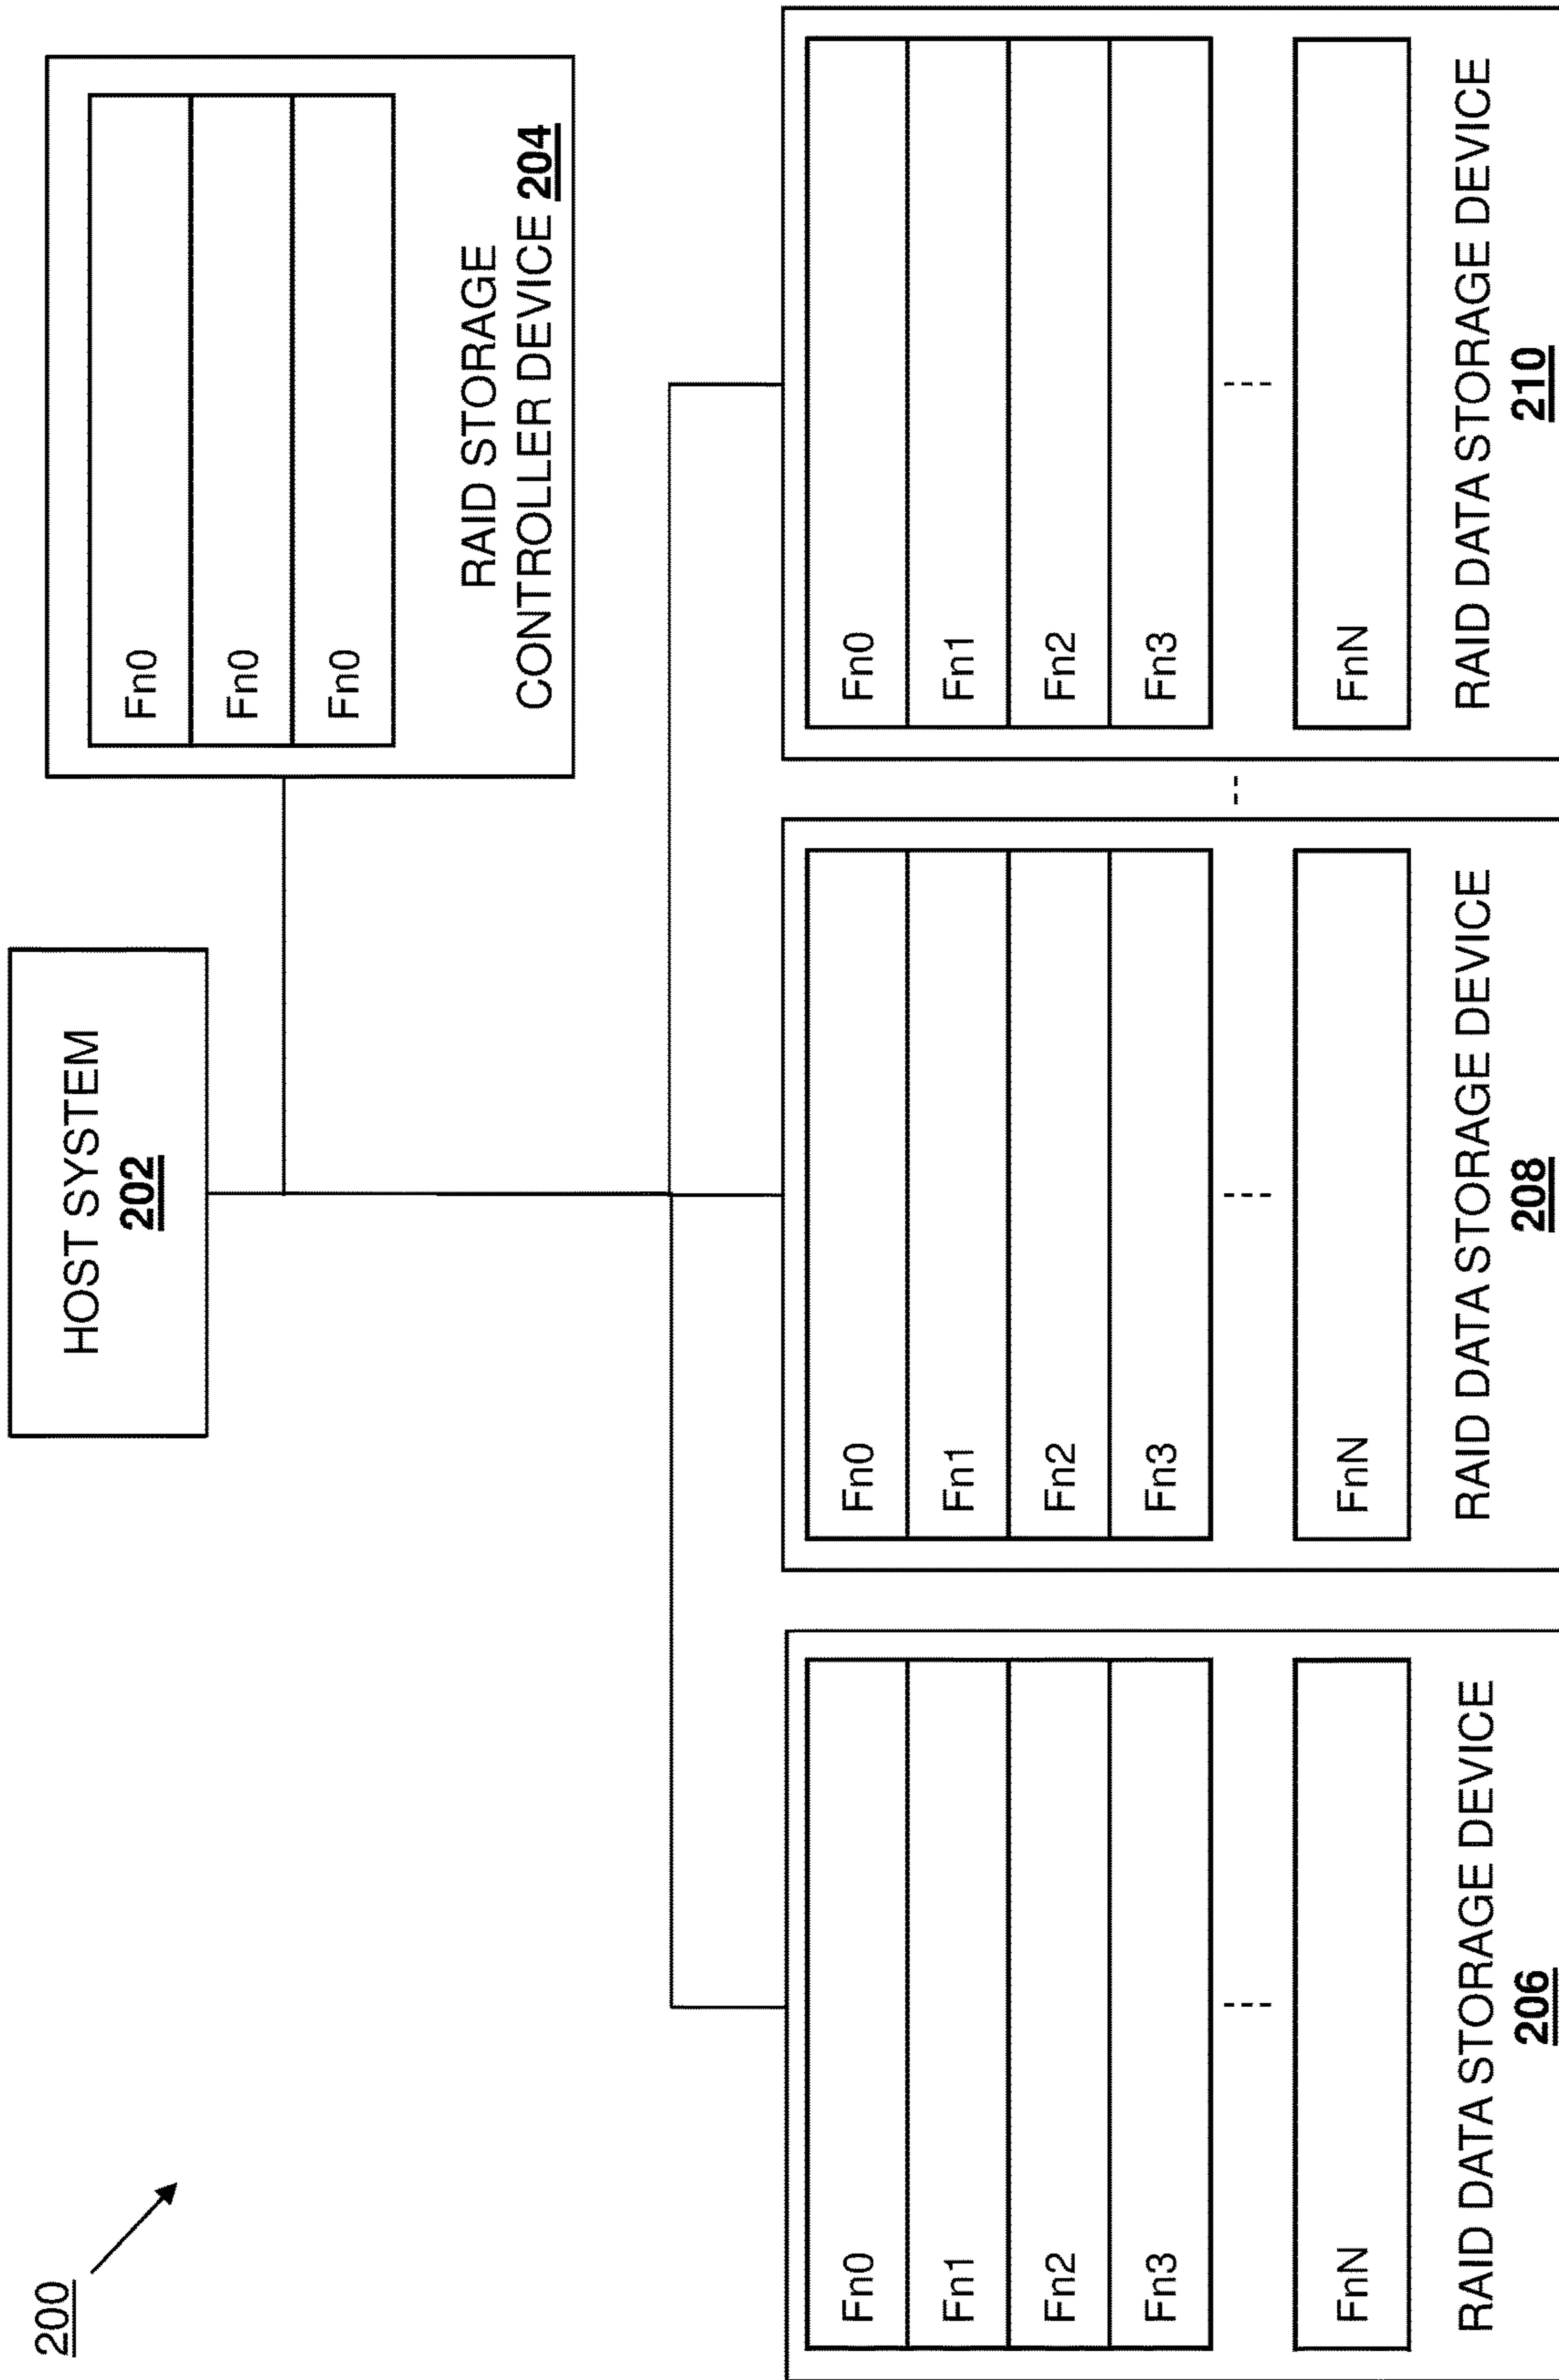 200
HOST SYSTEM
202
Fn0
Fn0
Fn0
RAID STORAGE
CONTROLLER DEVICE 204
Fn0
Fn1
Fn2
Fn3
FnN
RAID DATA STORAGE DEVICE
206
Fn0
Fn1
Fn2
Fn3
FnN
RAID DATA STORAGE DEVICE
208
Fn0
Fn1
Fn2
Fn3
FnN
RAID DATA STORAGE DEVICE
210